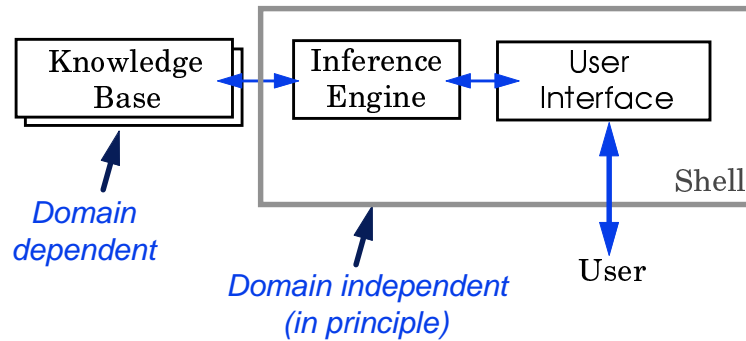 Knowledge
Base
Inference
Engine
User
Interface
Shell
Domain
dependent
Domain independent
(in principle)
User